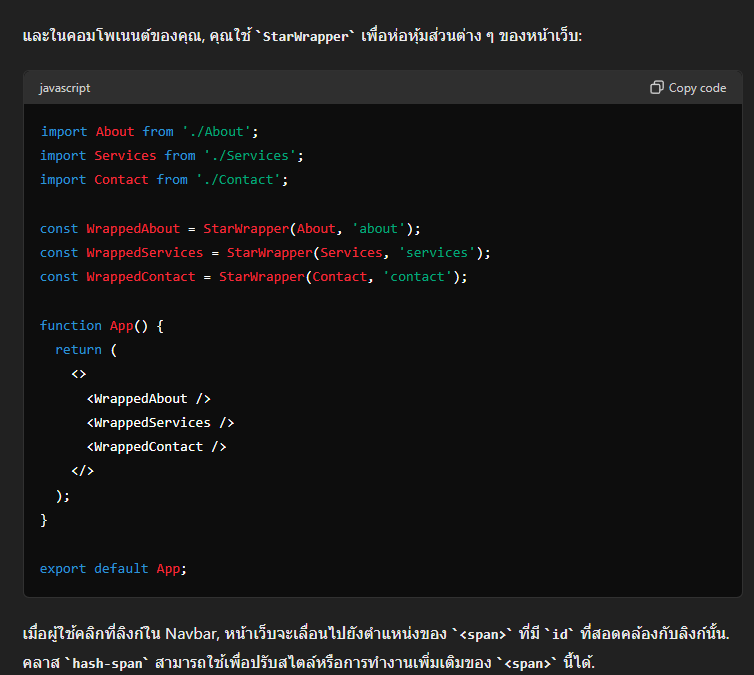 และในคอมโพเนนต์ของคุณ, คุณใช้ `StarWrapper` เพื่อห่อหุ้มส่วนต่าง ๆ ของหน้าเว็บ:
javascript
Copy code
import About from './About';
import Services from './Services';
import Contact from './Contact';
const WrappedAbout = StarWrapper(About, 'about');
const WrappedServices = StarWrapper(Services, 'services');
const WrappedContact = StarWrapper(Contact, 'contact');
function App() {
return (
<>
<WrappedAbout />
<WrappedServices />
<WrappedContact />
</>
);
}
export default App;
เมื่อผู้ใช้คลิกที่ลิงก์ใน Navbar, หน้าเว็บจะเลื่อนไปยังตำแหน่งของ `<span>` ที่มี `id` ที่สอดคล้องกับลิงก์นั้น.
คลาส `hash-span` สามารถใช้เพื่อปรับสไตล์หรือการทำงานเพิ่มเติมของ `<span>` นี้ได้.